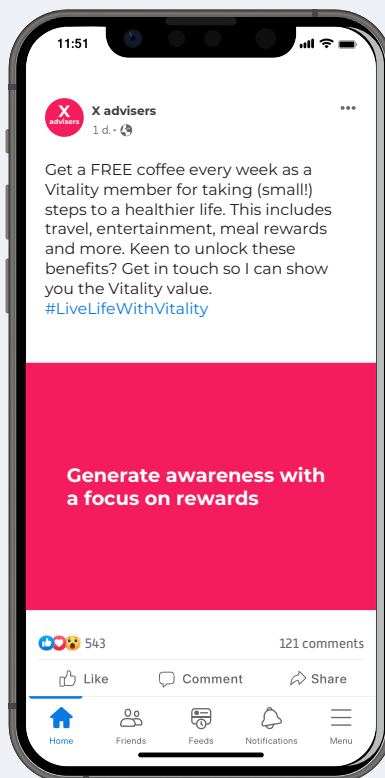 11:51
X
advisers
X advisers
1 d.
Get a FREE coffee every week as a
Vitality member for taking (small!)
steps to a healthier life. This includes
travel, entertainment, meal rewards
and more. Keen to unlock these
benefits? Get in touch so I can show
you the Vitality value.
#LiveLifeWithVitality
Generate awareness with
a focus on rewards
543 121 comments
Like Comment Share
Home Friends Feeds Notifications Menu